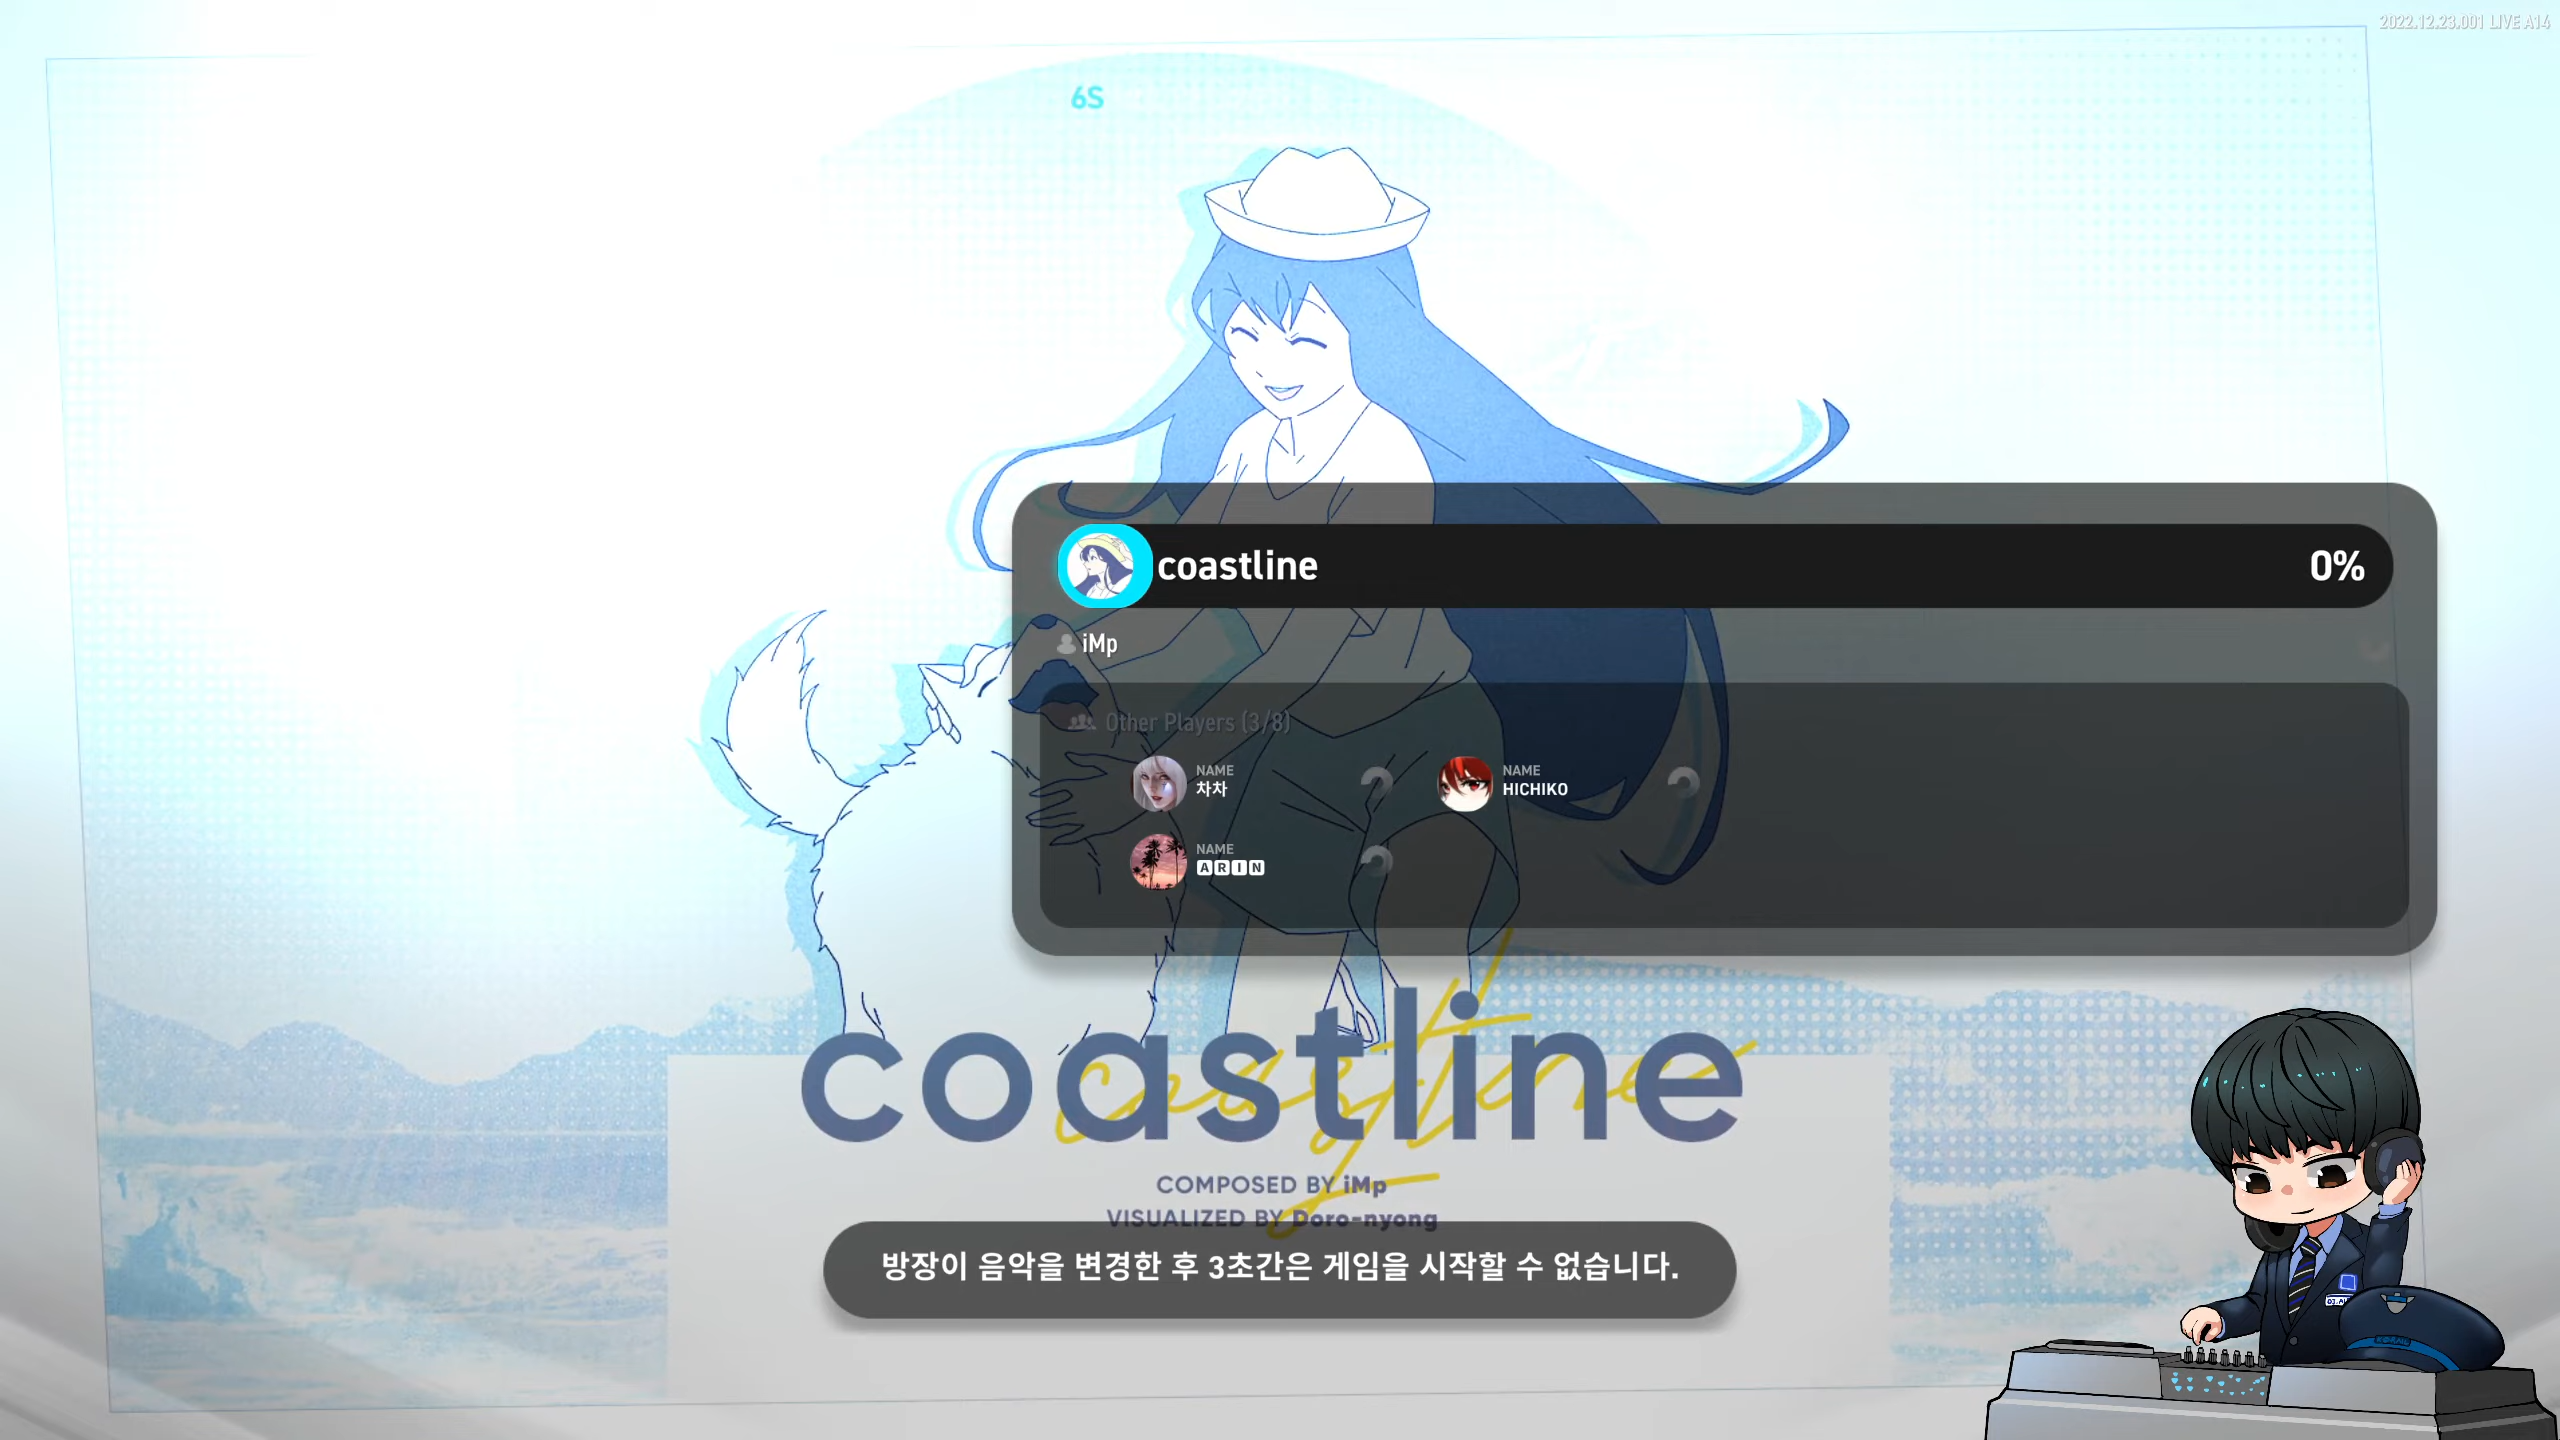 2022.12.23.001 LIVE A14
6S
coastline
0%
iMp
Other Players (3/8)
NAME
차차
NAME
HICHIKO
NAME
ARIN
coastline
coastline
COMPOSED BY iMp
VISUALIZED BY Doro-nyong
방장이 음악을 변경한 후 3초간은 게임을 시작할 수 없습니다.